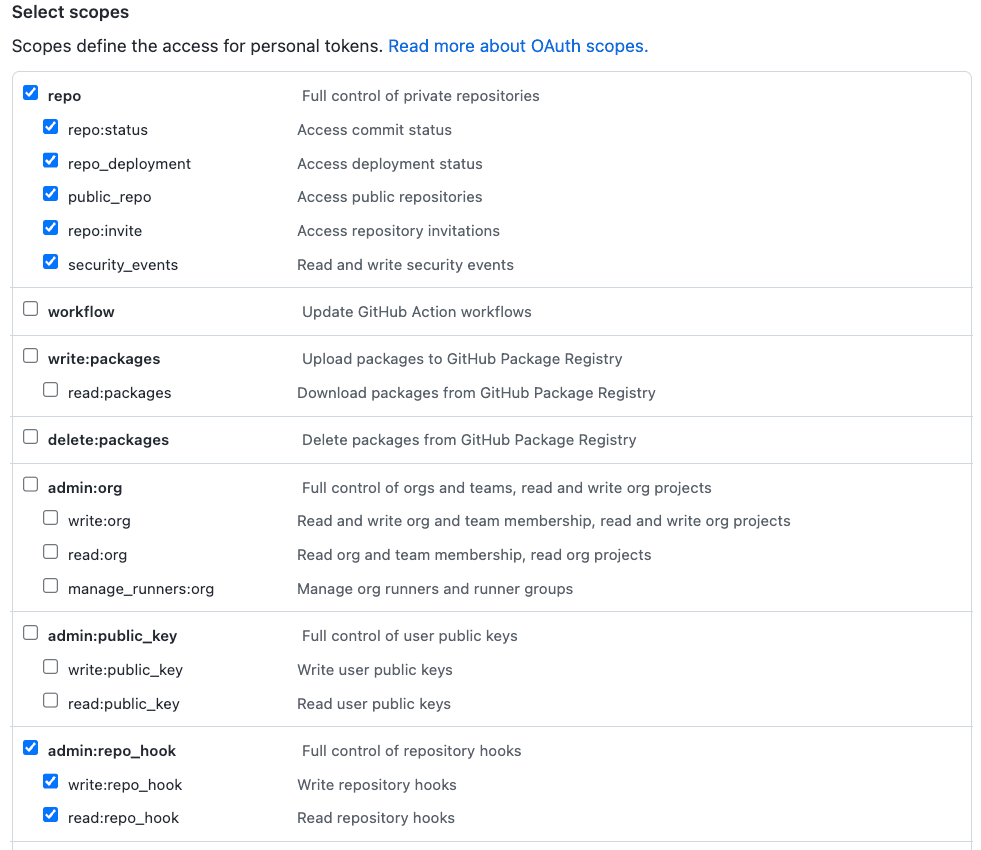 Select scopes
Scopes define the access for personal tokens. Read more about OAuth scopes.
repo Full control of private repositories
repo:status Access commit status
repo_deployment Access deployment status
public_repo Access public repositories
repo:invite Access repository invitations
security_events Read and write security events
workflow Update GitHub Action workflows
write:packages Upload packages to GitHub Package Registry
read:packages Download packages from GitHub Package Registry
delete:packages Delete packages from GitHub Package Registry
admin:org Full control of orgs and teams, read and write org projects
write:org Read and write org and team membership, read and write org projects
read:org Read org and team membership, read org projects
manage_runners:org Manage org runners and runner groups
admin:public_key Full control of user public keys
write:public_key Write user public keys
read:public_key Read user public keys
admin:repo_hook Full control of repository hooks
write:repo_hook Write repository hooks
read:repo_hook Read repository hooks